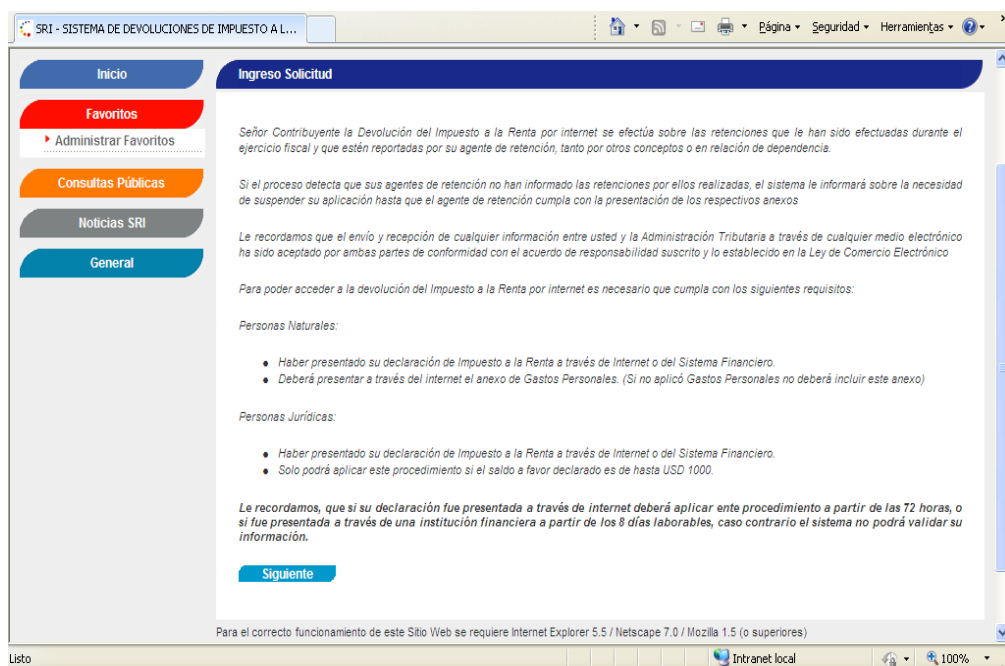 SRI - SISTEMA DE DEVOLUCIONES DE IMPUESTO A L...
Página
Seguridad
Herramientas
Inicio
Favoritos
Administrar Favoritos
Consultas Públicas
Noticias SRI
General
Ingreso Solicitud
Señor Contribuyente la Devolución del Impuesto a la Renta por internet se efectúa sobre las retenciones que le han sido efectuadas durante el
ejercicio fiscal y que estén reportadas por su agente de retención, tanto por otros conceptos o en relación de dependencia.
Si el proceso detecta que sus agentes de retención no han informado las retenciones por ellos realizadas, el sistema le informará sobre la necesidad
de suspender su aplicación hasta que el agente de retención cumpla con la presentación de los respectivos anexos
Le recordamos que el envío y recepción de cualquier información entre usted y la Administración Tributaria a través de cualquier medio electrónico
ha sido aceptado por ambas partes de conformidad con el acuerdo de responsabilidad suscrito y lo establecido en la Ley de Comercio Electrónico
Para poder acceder a la devolución del Impuesto a la Renta por internet es necesario que cumpla con los siguientes requisitos:
Personas Naturales:
● Haber presentado su declaración de Impuesto a la Renta a través de Internet o del Sistema Financiero.
● Deberá presentar a través del internet el anexo de Gastos Personales. (Si no aplicó Gastos Personales no deberá incluir este anexo)
Personas Jurídicas:
● Haber presentado su declaración de Impuesto a la Renta a través de Internet o del Sistema Financiero.
● Solo podrá aplicar este procedimiento si el saldo a favor declarado es de hasta USD 1000.
Le recordamos, que si su declaración fue presentada a través de internet deberá aplicar ente procedimiento a partir de las 72 horas, o
si fue presentada a través de una institución financiera a partir de los 8 días laborables, caso contrario el sistema no podrá validar su
información.
Siguiente
Para el correcto funcionamiento de este Sitio Web se requiere Internet Explorer 5.5 / Netscape 7.0 / Mozilla 1.5 (o superiores)
Listo
Intranet local
100%